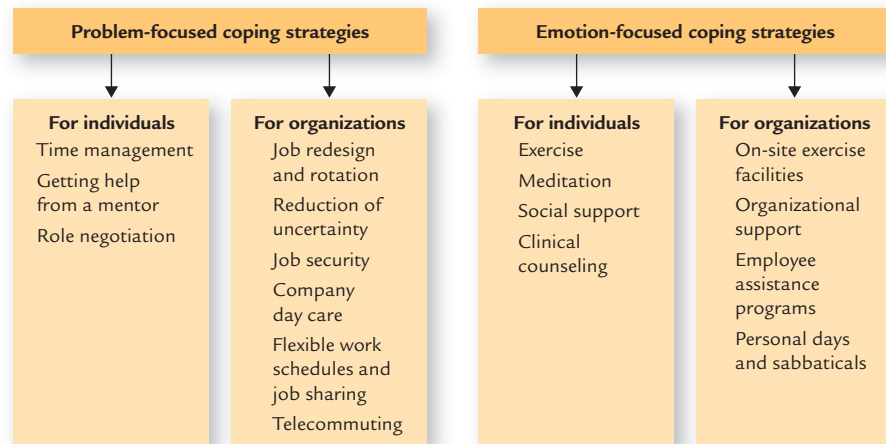 Problem-focused coping strategies
Emotion-focused coping strategies
For individuals
Time management
Getting help
from a mentor
Role negotiation
For organizations
Job redesign
and rotation
Reduction of
uncertainty
Job security
Company
day care
Flexible work
schedules and
job sharing
Telecommuting
For individuals
Exercise
Meditation
Social support
Clinical
counseling
For organizations
On-site exercise
facilities
Organizational
support
Employee
assistance
programs
Personal days
and sabbaticals